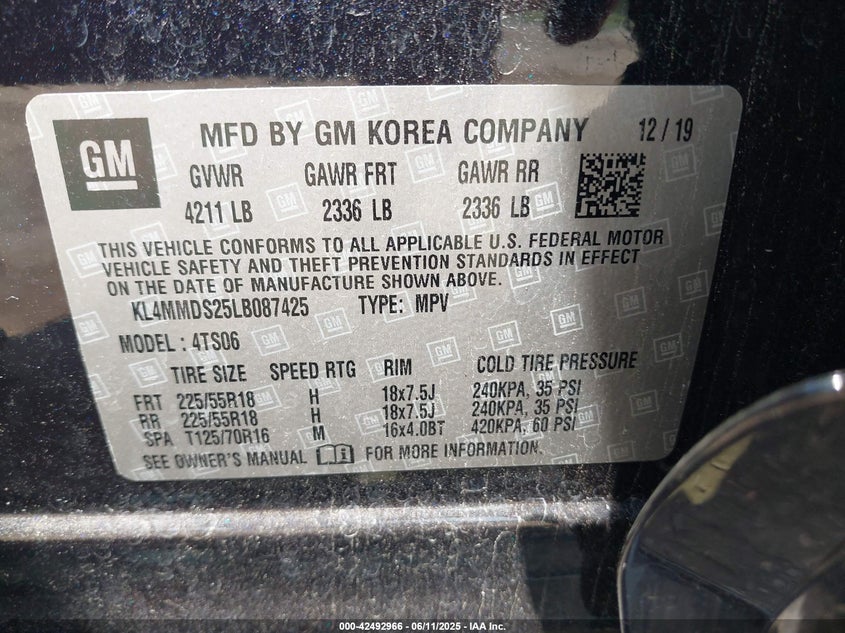 GM
MFD BY GM KOREA COMPANY 12 / 19
GVWR GAWR FRT GAWR RR
4211 LB 2336 LB 2336 LB
THIS VEHICLE CONFORMS TO ALL APPLICABLE U.S. FEDERAL MOTOR
VEHICLE SAFETY AND THEFT PREVENTION STANDARDS IN EFFECT
ON THE DATE OF MANUFACTURE SHOWN ABOVE.
KL4MMDS25LB087425 TYPE: MPV
MODEL : 4TS06
TIRE SIZE SPEED RTG RIM COLD TIRE PRESSURE
FRT 225/55R18 H 18x7.5J 240KPA, 35 PSI
RR 225/55R18 H 18x7.5J 240KPA, 35 PSI
SPA T125/70R16 M 16x4.0BT 420KPA, 60 PSI
SEE OWNER'S MANUAL FOR MORE INFORMATION.
000-42492966 06/11/2025 IAA Inc.